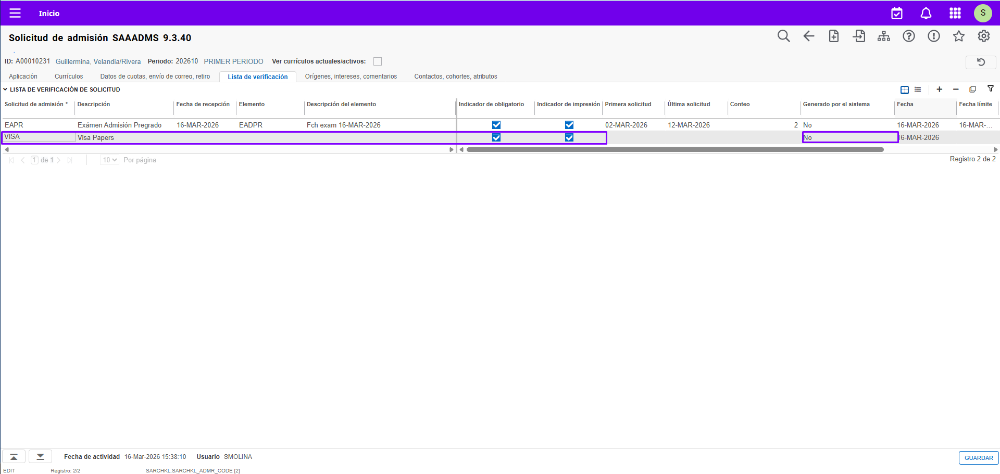 Inicio
S
Solicitud de admisión SAAADMS 9.3.40
ID: A00010231 Guillermina, Velandia/Rivera Periodo: 202610 PRIMER PERIODO Ver currículos actuales/activos:
Aplicación Currículos Datos de cuotas, envío de correo, retiro Lista de verificación Orígenes, intereses, comentarios Contactos, cohortes, atributos
LISTA DE VERIFICACIÓN DE SOLICITUD
Solicitud de admisión * Descripción Fecha de recepción Elemento Descripción del elemento Indicador de obligatorio Indicador de impresión Primera solicitud Última solicitud Conteo Generado por el sistema Fecha Fecha límite
EAPR Exámen Admisión Pregrado 16-MAR-2026 EADPR Fch exam 16-MAR-2026 02-MAR-2026 12-MAR-2026 2 No 16-MAR-2026 16-MAR-...
VISA Visa Papers No 16-MAR-2026
1 de 1 10 Por página Registro 2 de 2
Fecha de actividad 16-Mar-2026 15:38:10 Usuario SMOLINA GUARDAR
EDIT Registro: 2/2 SARCHKL.SARCHKL_ADMR_CODE [2]